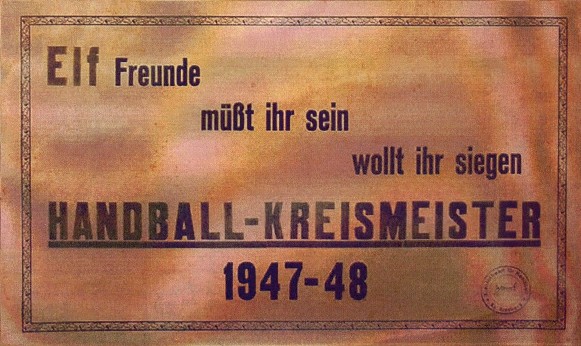 Elf Freunde
müßt ihr sein
wollt ihr siegen
HANDBALL-KREISMEISTER
1947-48